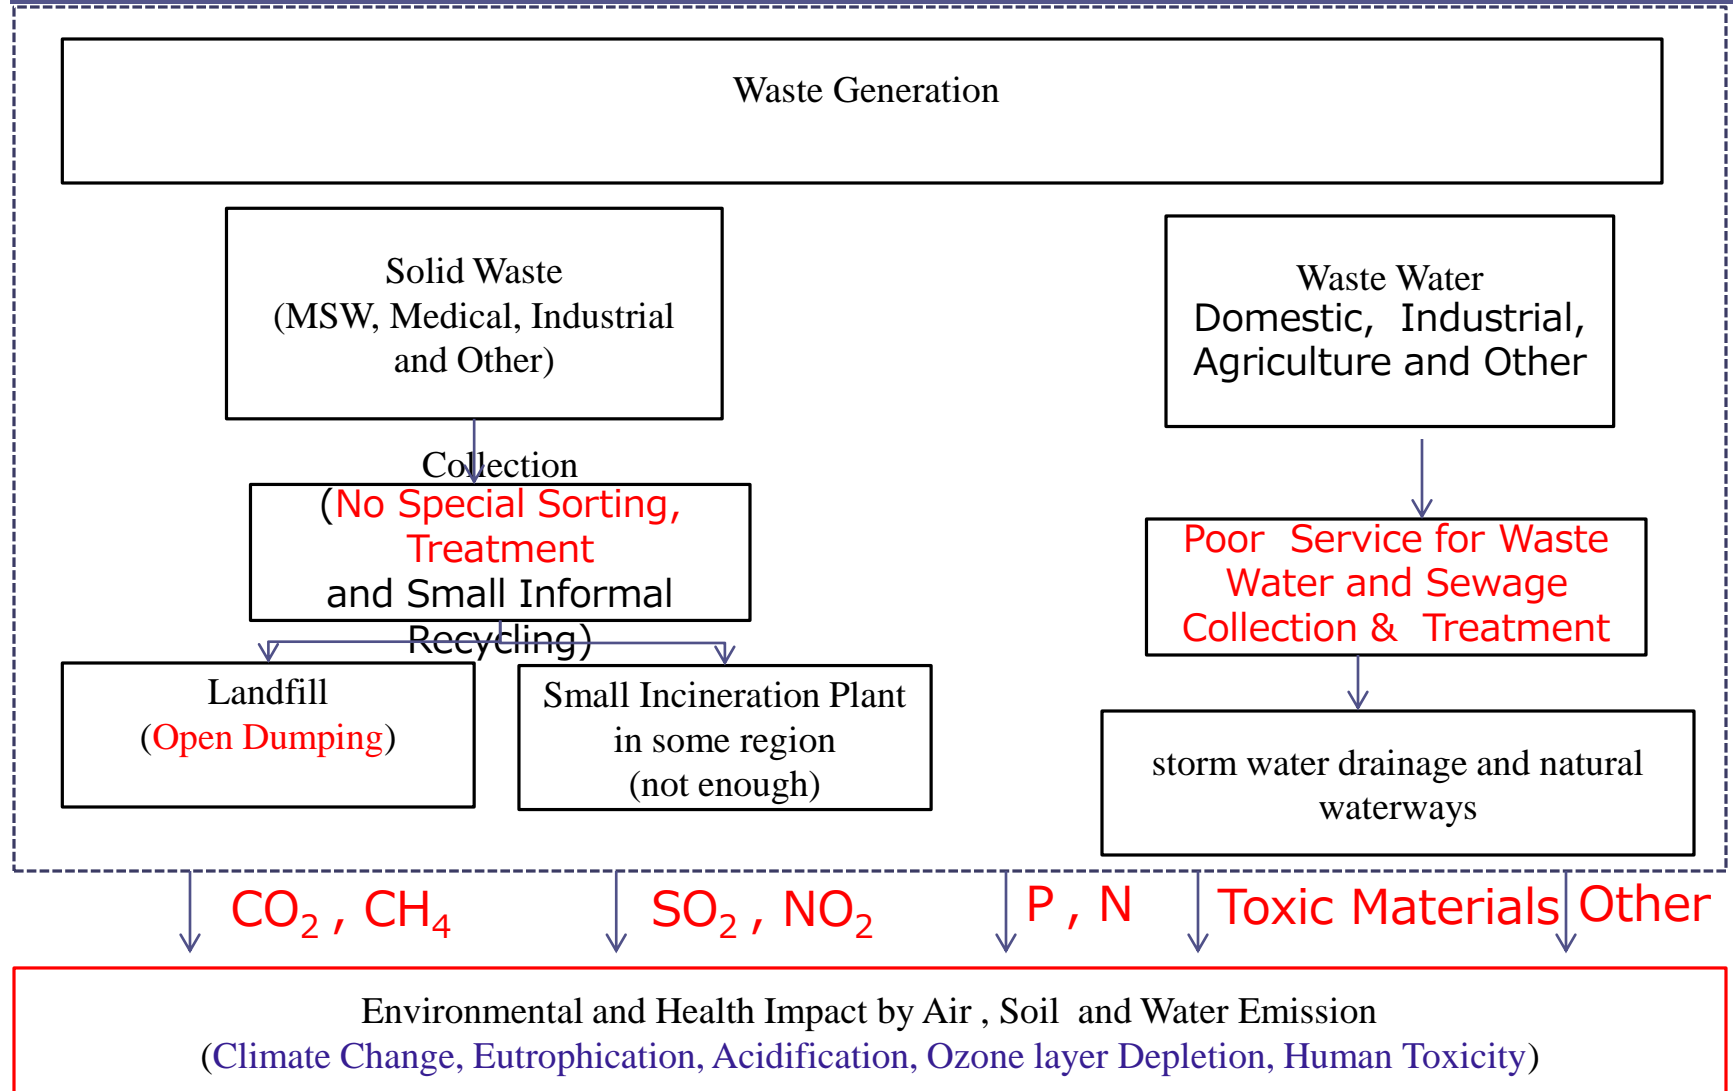 Waste Generation
Solid Waste
(MSW, Medical, Industrial
and Other)
Waste Water
Domestic, Industrial,
Agriculture and Other
Collection
(No Special Sorting,
Treatment
and Small Informal
Recycling)
Poor Service for Waste
Water and Sewage
Collection & Treatment
Landfill
(Open Dumping)
Small Incineration Plant
in some region
(not enough)
storm water drainage and natural
waterways
CO₂ , CH₄
SO₂ , NO₂
P , N
Toxic Materials
Other
Environmental and Health Impact by Air , Soil and Water Emission
(Climate Change, Eutrophication, Acidification, Ozone layer Depletion, Human Toxicity)